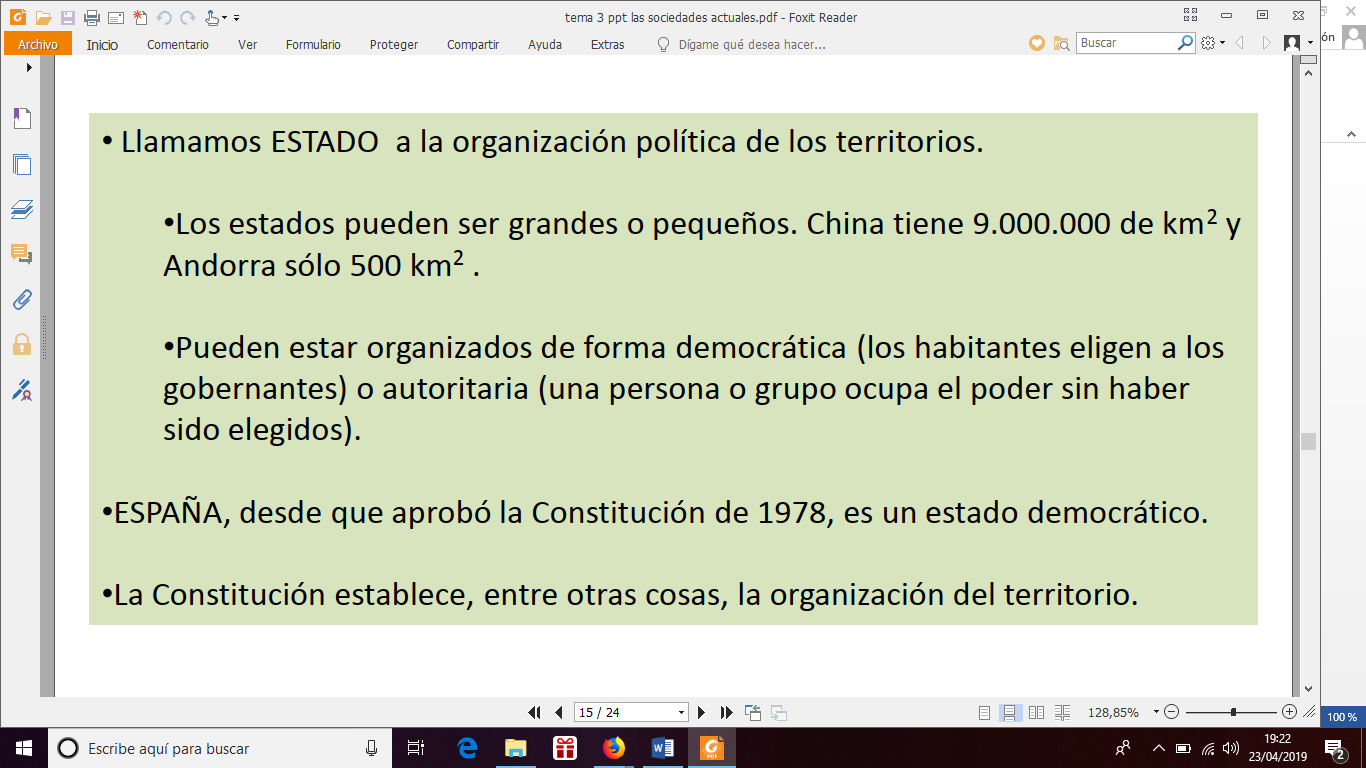 tema 3 ppt las sociedades actuales.pdf - Foxit Reader
Archivo Inicio Comentario Ver Formulario Proteger Compartir Ayuda Extras Dígame qué desea hacer... Buscar
ón
• Llamamos ESTADO  a la organización política de los territorios.
•Los estados pueden ser grandes o pequeños. China tiene 9.000.000 de km² y
Andorra sólo 500 km² .
•Pueden estar organizados de forma democrática (los habitantes eligen a los
gobernantes) o autoritaria (una persona o grupo ocupa el poder sin haber
sido elegidos).
•ESPAÑA, desde que aprobó la Constitución de 1978, es un estado democrático.
•La Constitución establece, entre otras cosas, la organización del territorio.
15 / 24 128,85%
100 %
Escribe aquí para buscar
19:22
23/04/2019
2